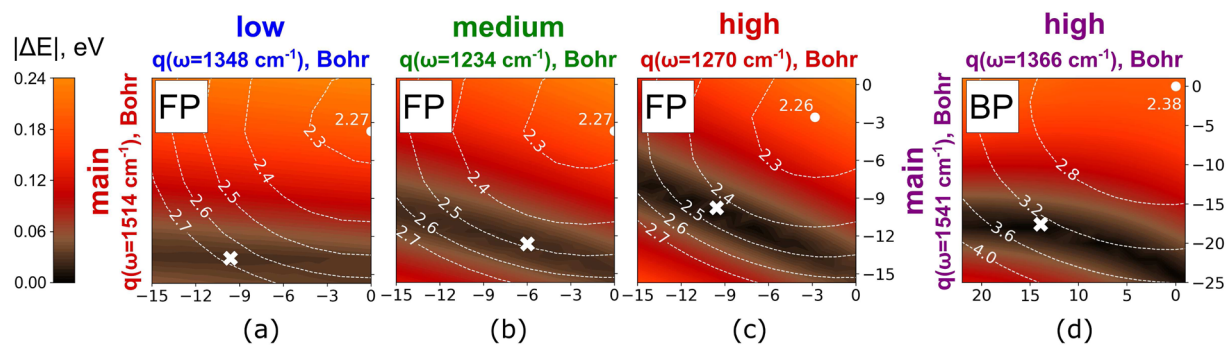 low medium high high
|ΔE|, eV q(ω=1348 cm⁻¹), Bohr q(ω=1234 cm⁻¹), Bohr q(ω=1270 cm⁻¹), Bohr q(ω=1366 cm⁻¹), Bohr
0.24
0.18
0.12
0.06
0.00
main
q(ω=1514 cm⁻¹), Bohr
FP
2.27
2.3
2.4
2.5
2.6
2.7
−15 −12 −9 −6 −3 0
(a)
FP
2.27
2.3
2.4
2.5
2.6
2.7
−15 −12 −9 −6 −3 0
(b)
FP
2.26
2.3
2.4
2.5
2.6
2.7
0
−3
−6
−9
−12
−15
−15 −12 −9 −6 −3 0
(c)
main
q(ω=1541 cm⁻¹), Bohr
BP
2.38
2.8
3.2
3.6
4.0
0
−5
−10
−15
−20
−25
20 15 10 5 0
(d)